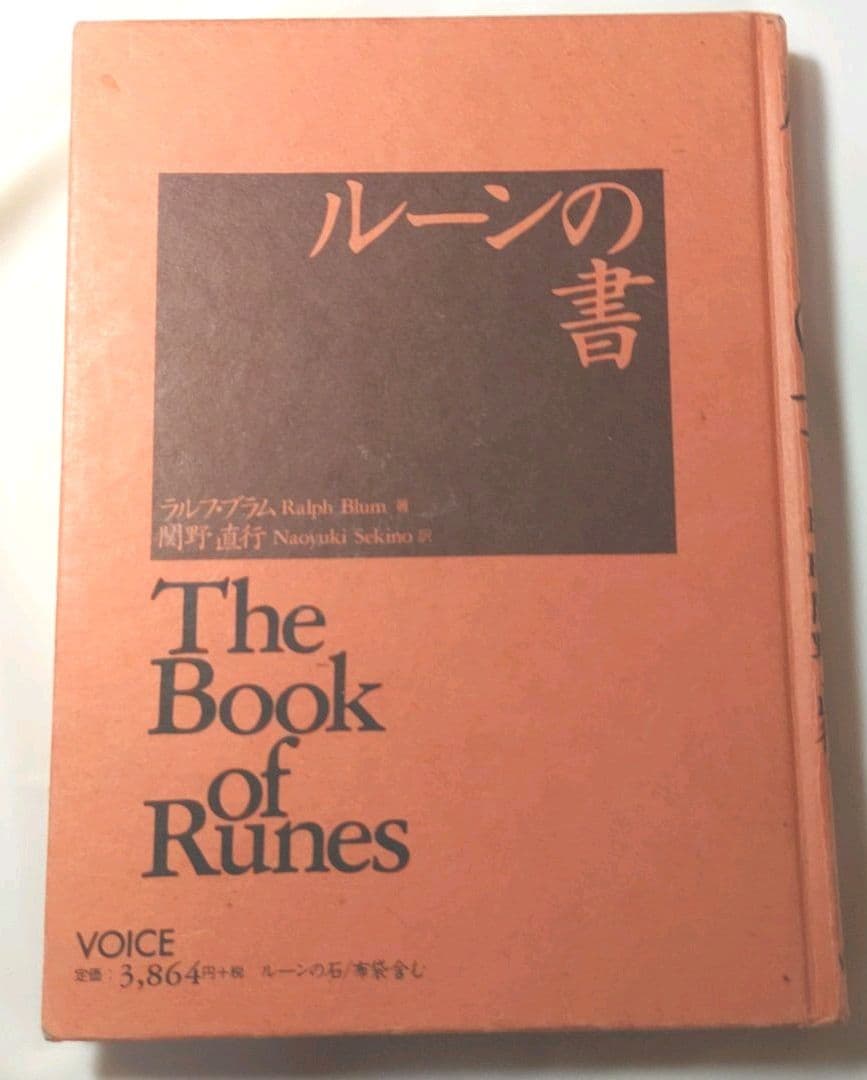 ルーンの
書
ラルフ・ブラム Ralph Blum 著
関野・直行 Naoyuki Sekino 訳
The
Book
of
Runes
VOICE
定価：3,864円+税 ルーンの石/布袋含む